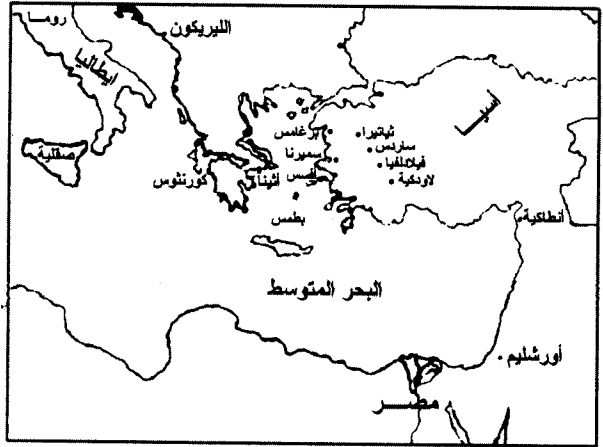 روما
الليريكون
ايطاليا
آسيا
صقلية
برغامس
ثياتيرا
ساردس
سميرنا
فيلادلفيا
أفسس
لاودكية
كورنثوس
أثينا
بطمس
أنطاكية
البحر المتوسط
أورشليم
مصر